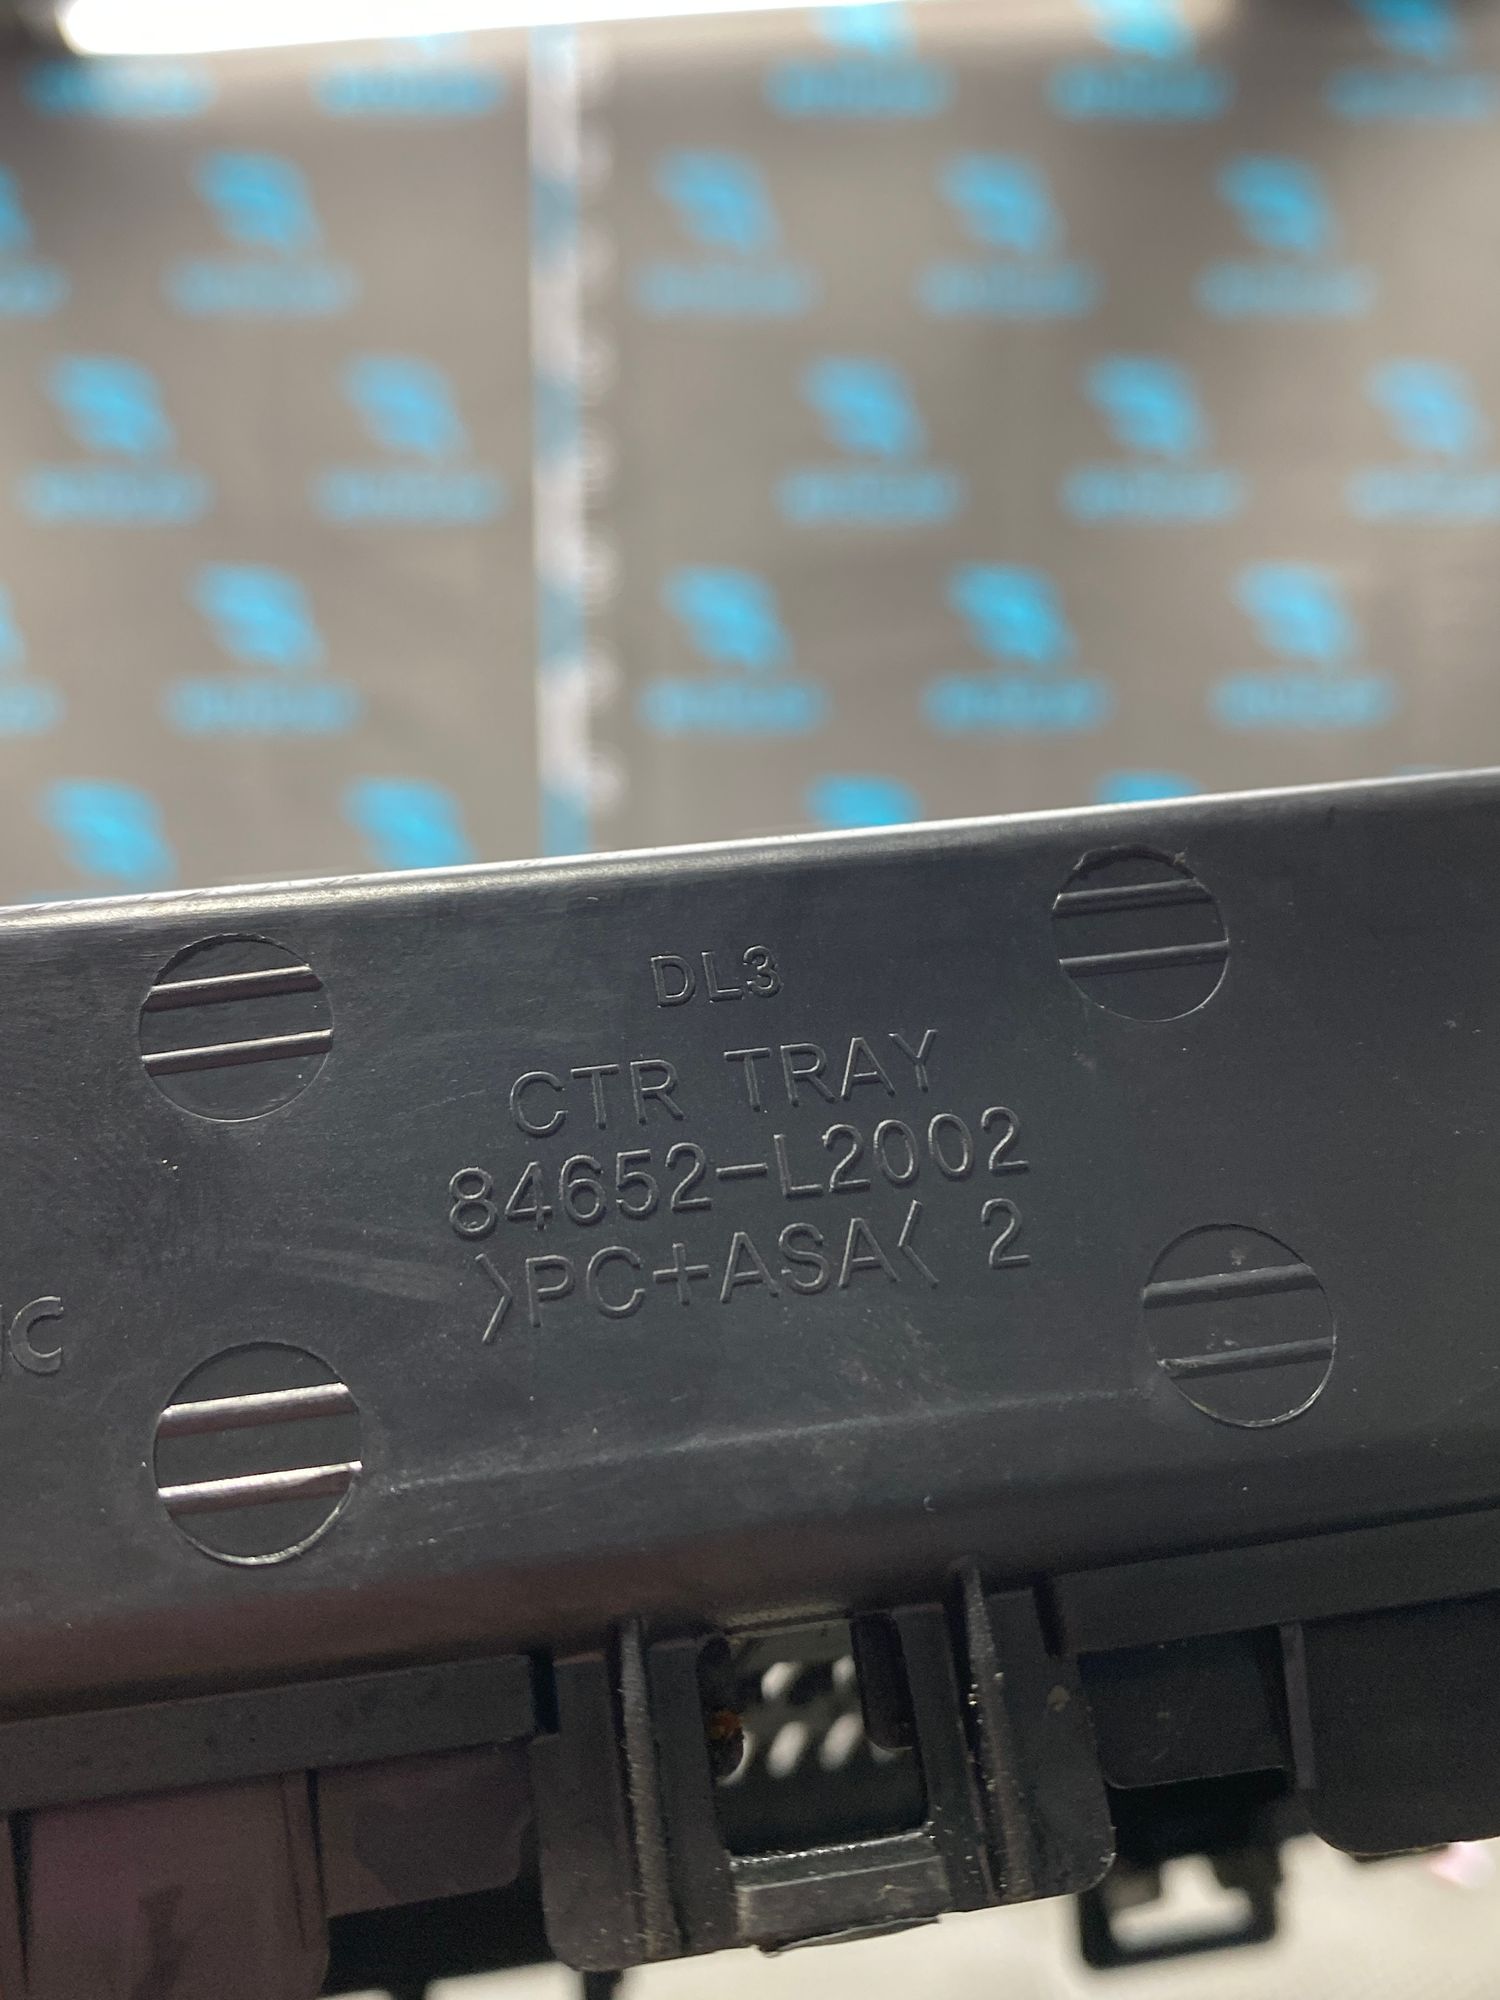 DL3
CTR TRAY
84652-L2002
>PC+ASA< 2